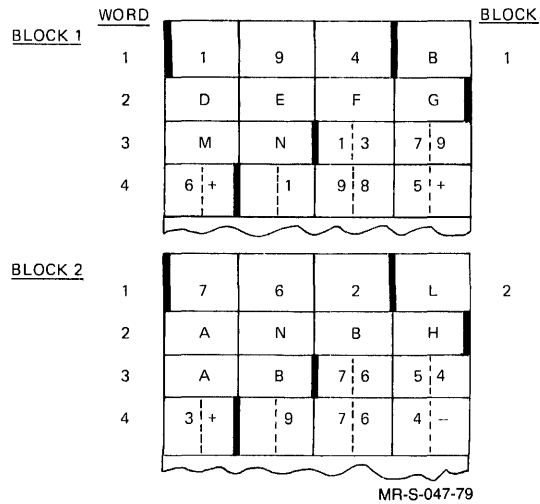 WORD BLOCK
BLOCK 1
1 1 9 4 B 1
2 D E F G
3 M N 1 3 7 9
4 6 + 1 9 8 5 +
BLOCK 2
1 7 6 2 L 2
2 A N B H
3 A B 7 6 5 4
4 3 + 9 7 6 4 –
MR-S-047-79